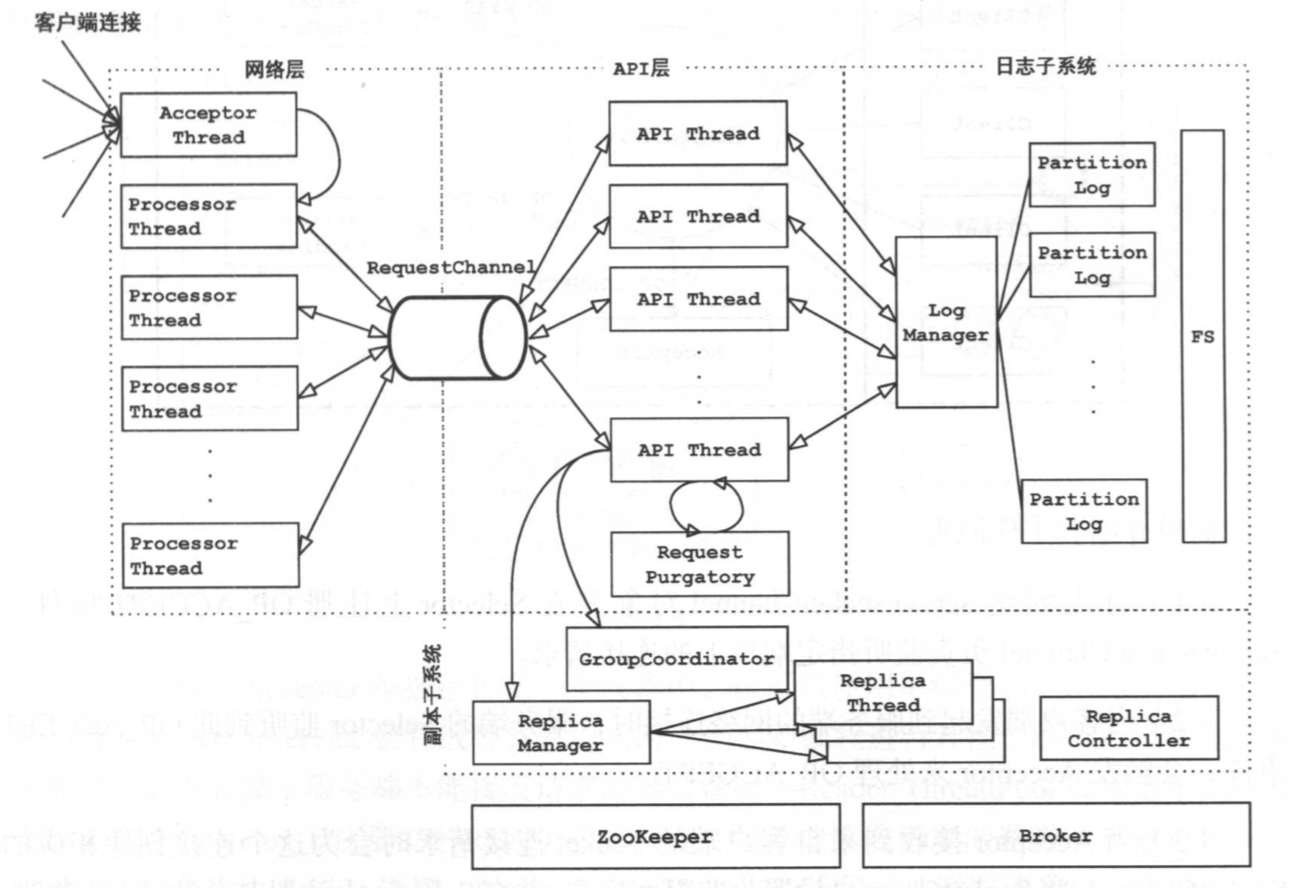 客户端连接
网络层
API层
日志子系统
Acceptor
Thread
Processor
Thread
Processor
Thread
Processor
Thread
Processor
Thread
RequestChannel
API Thread
API Thread
API Thread
API Thread
Request
Purgatory
Log
Manager
Partition
Log
Partition
Log
Partition
Log
FS
副本子系统
GroupCoordinator
Replica
Manager
Replica
Thread
Replica
Controller
ZooKeeper
Broker